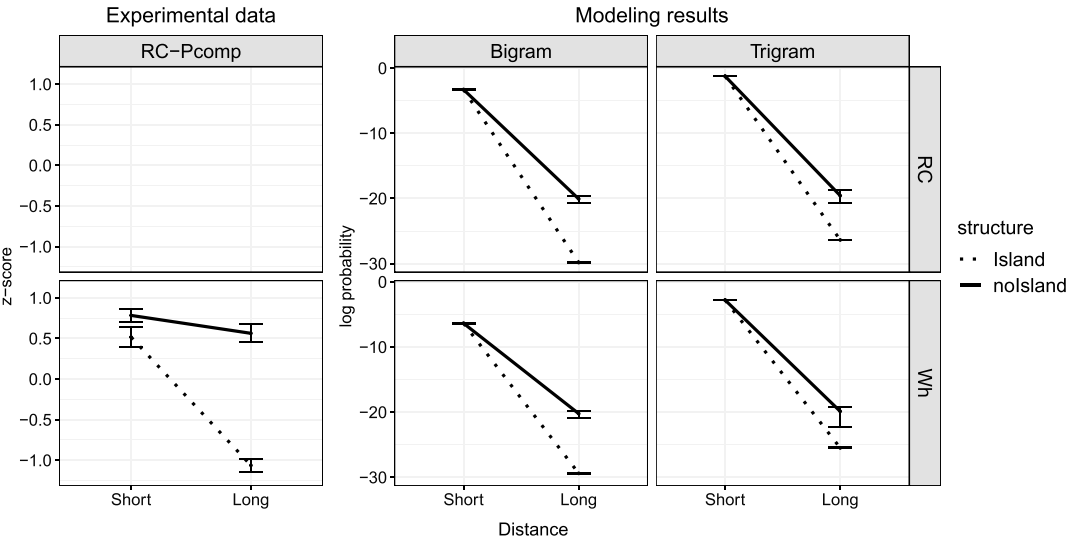 Experimental data
Modeling results
RC−Pcomp
Bigram
Trigram
1.0
0.5
0.0
−0.5
−1.0
0
−10
−20
−30
RC
z−score
log probability
structure
Island
noIsland
1.0
0.5
0.0
−0.5
−1.0
0
−10
−20
−30
Wh
Short
Long
Short
Long
Short
Long
Distance